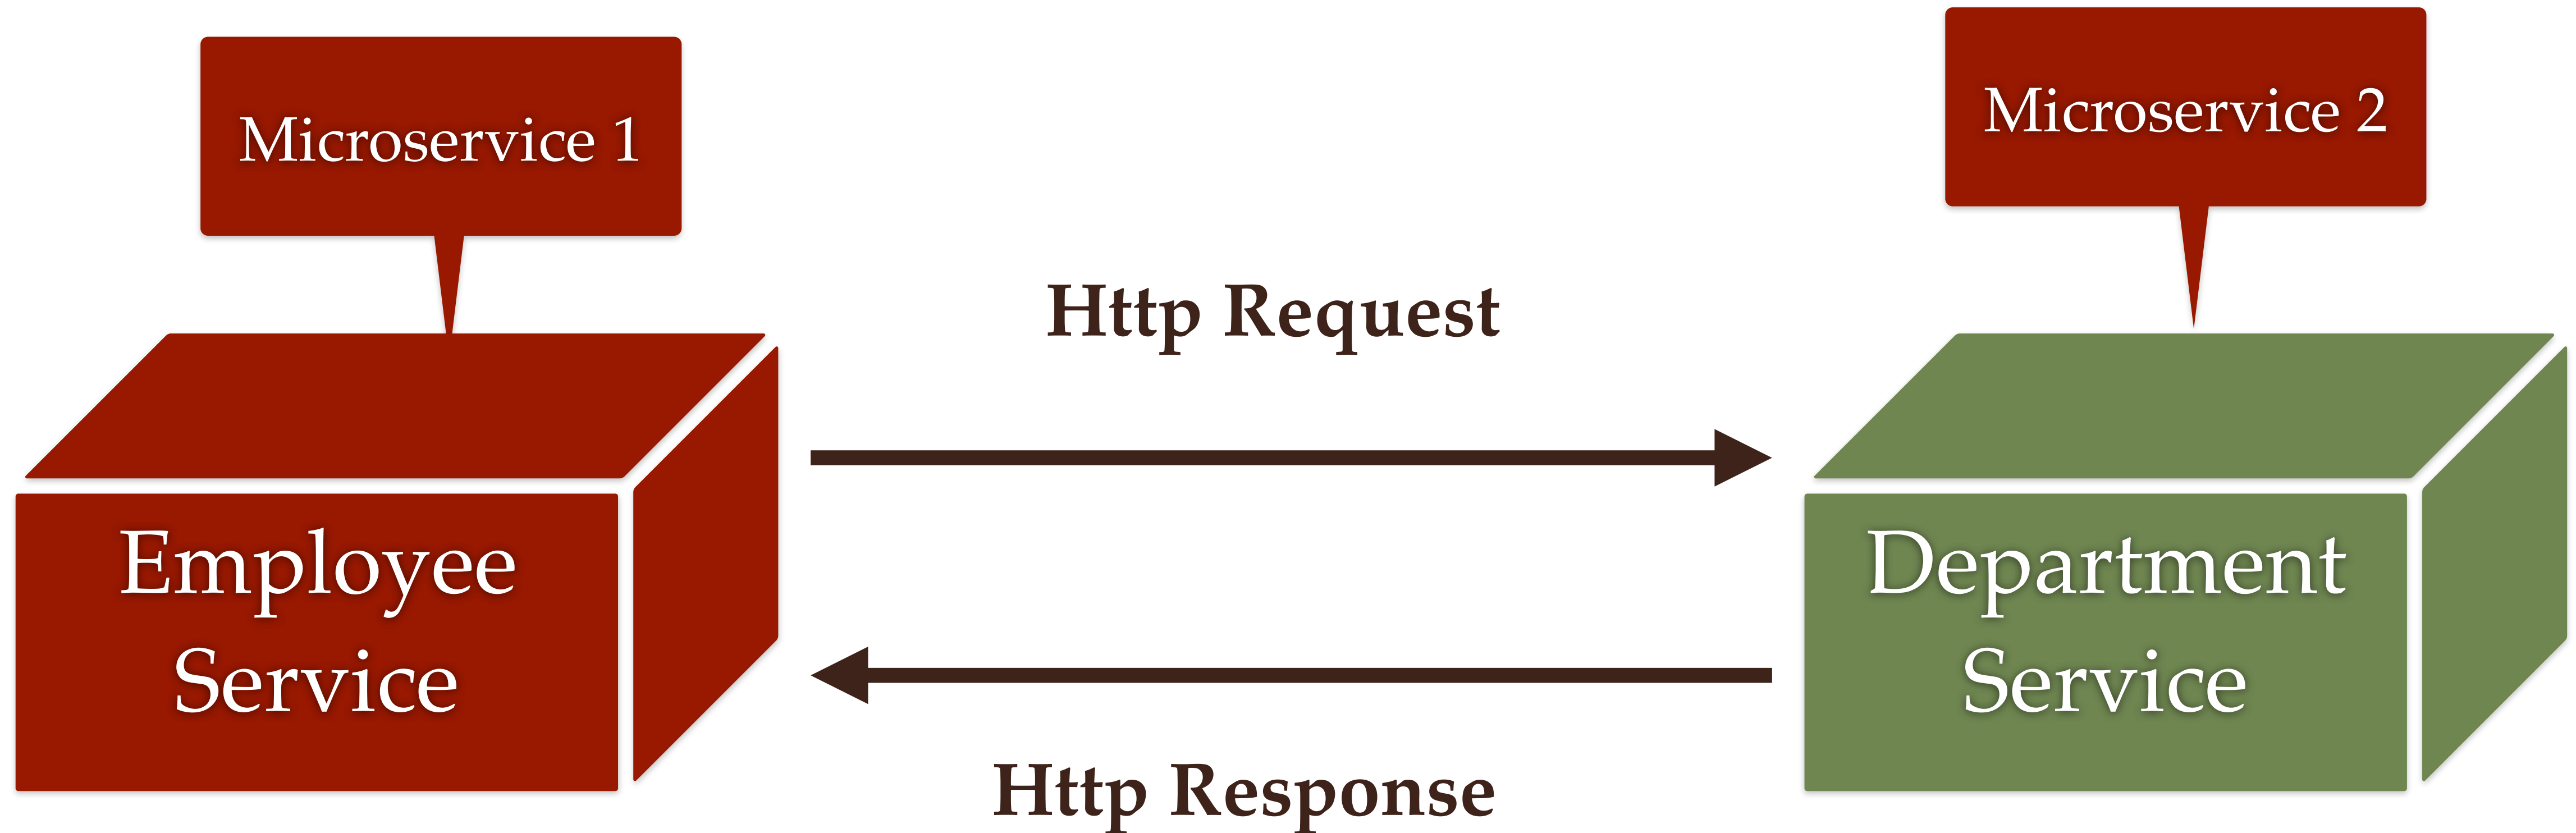 Microservice 1
Microservice 2
Http Request
Employee
Service
Department
Service
Http Response